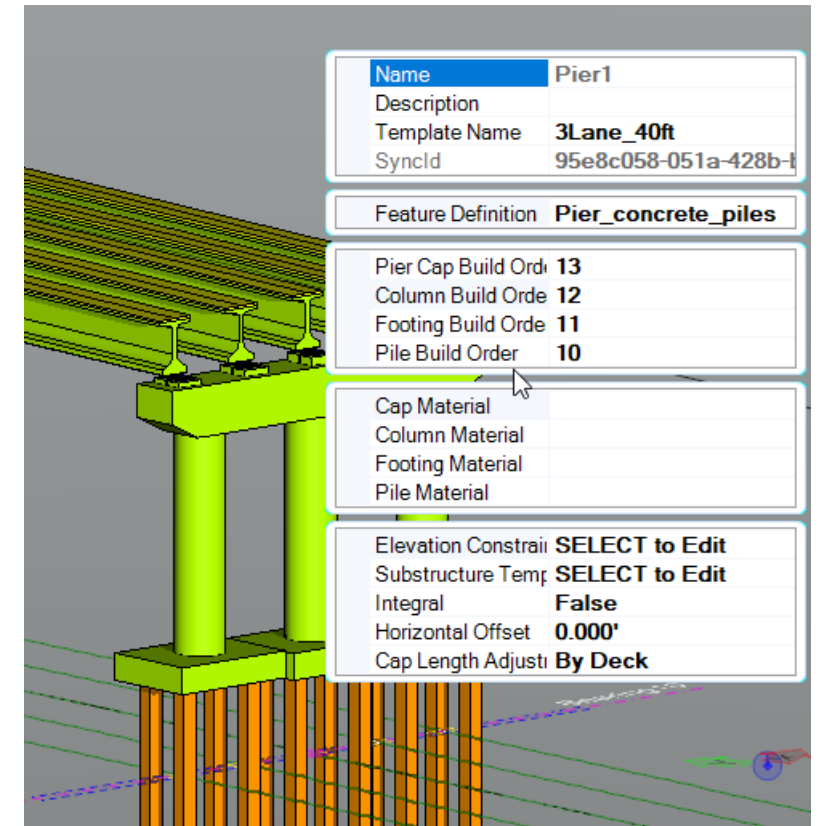 Name Pier1
Description
Template Name 3Lane_40ft
SyncId 95e8c058-051a-428b-
Feature Definition Pier_concrete_piles
Pier Cap Build Orde 13
Column Build Orde 12
Footing Build Orde 11
Pile Build Order 10
Cap Material
Column Material
Footing Material
Pile Material
Elevation Constrai SELECT to Edit
Substructure Temp SELECT to Edit
Integral False
Horizontal Offset 0.000'
Cap Length Adjust By Deck